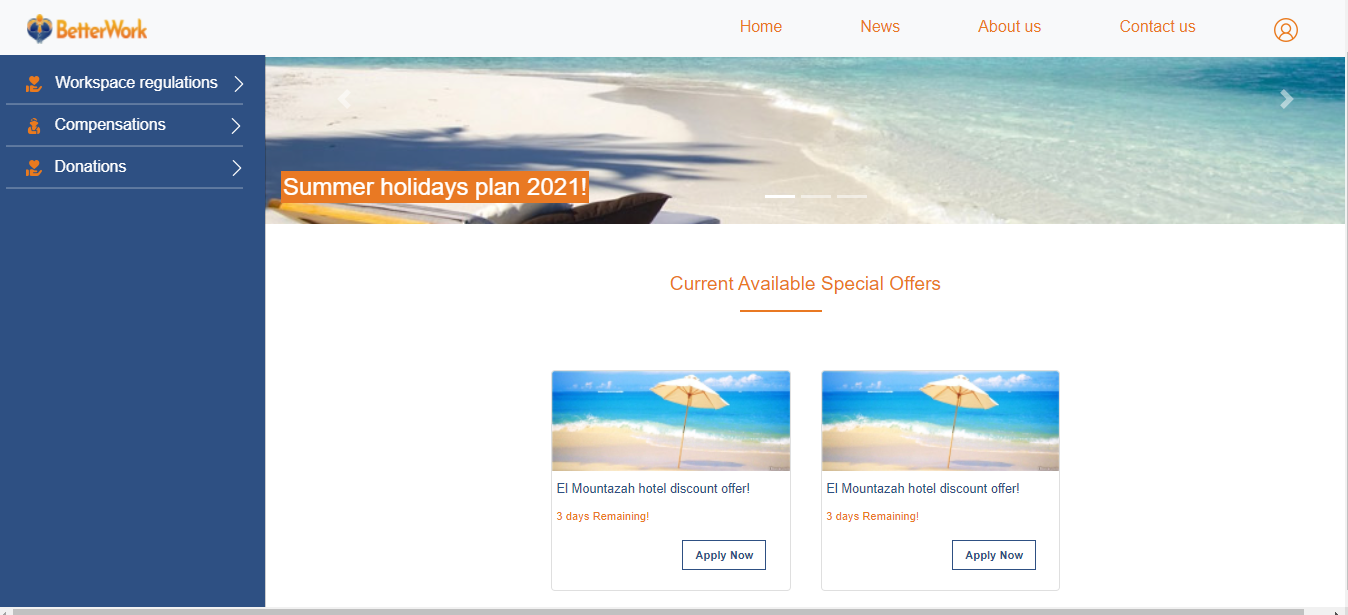 BetterWork
Home
News
About us
Contact us
Workspace regulations
Compensations
Donations
Summer holidays plan 2021!
Current Available Special Offers
El Mountazah hotel discount offer!
3 days Remaining!
Apply Now
El Mountazah hotel discount offer!
3 days Remaining!
Apply Now